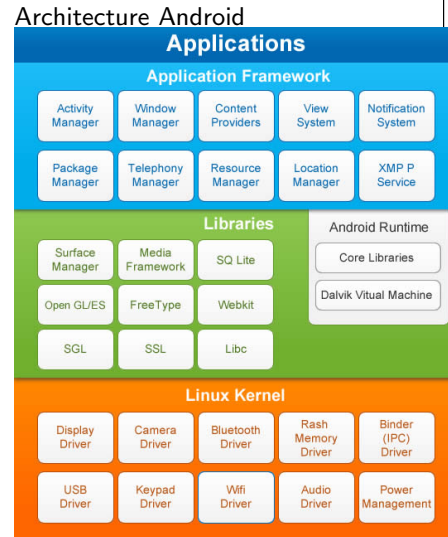 Architecture Android
Applications
Application Framework
Activity Manager
Window Manager
Content Providers
View System
Notification System
Package Manager
Telephony Manager
Resource Manager
Location Manager
XMP P Service
Libraries
Surface Manager
Media Framework
SQ Lite
Open GL/ES
FreeType
Webkit
SGL
SSL
Libc
Android Runtime
Core Libraries
Dalvik Vitual Machine
Linux Kernel
Display Driver
Camera Driver
Bluetooth Driver
Rash Memory Driver
Binder (IPC) Driver
USB Driver
Keypad Driver
Wifi Driver
Audio Driver
Power Management